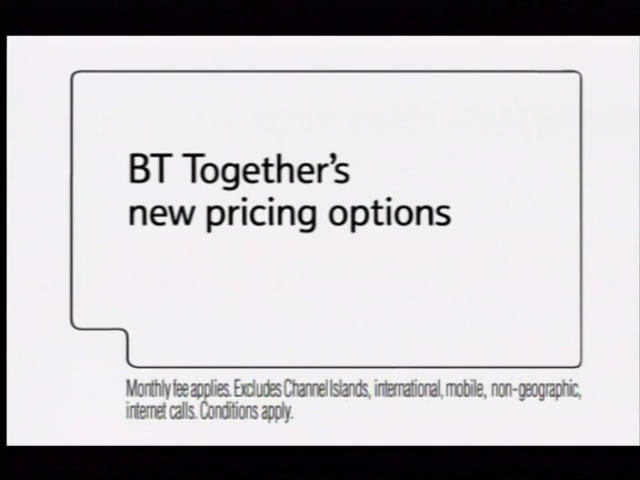 BT Together's
new pricing options
Monthly fee applies. Excludes Channel Islands, international, mobile, non-geographic,
internet calls. Conditions apply.